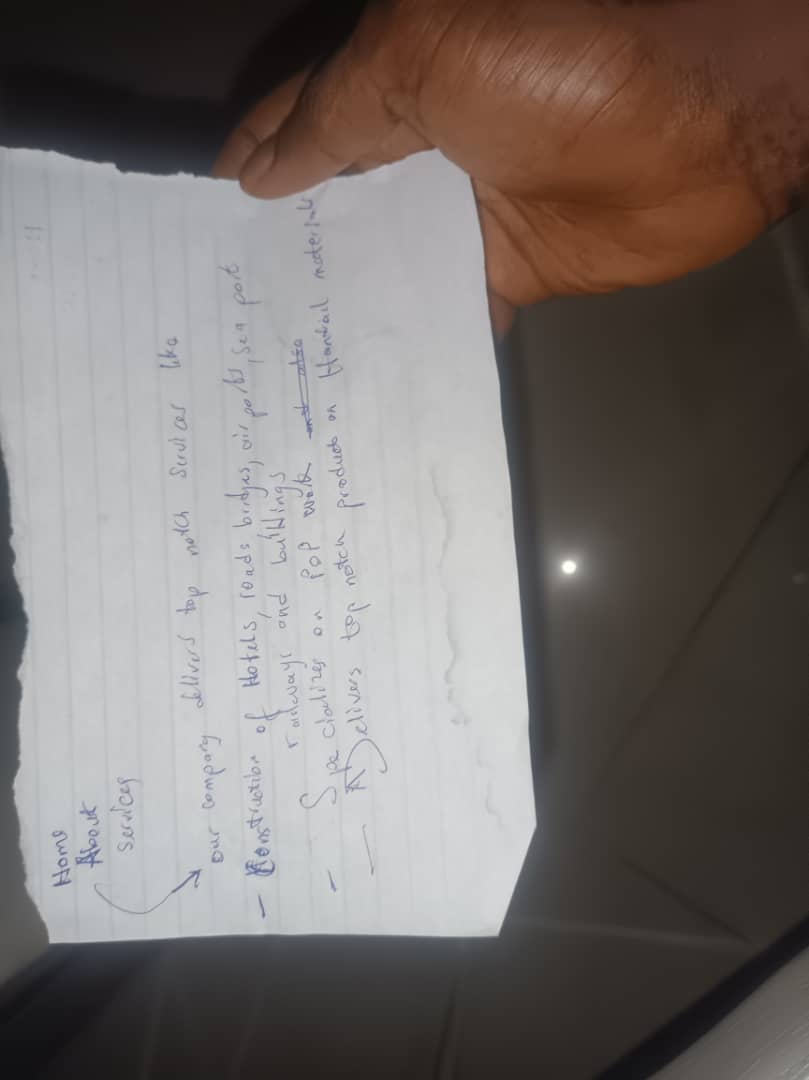 Home
About
Services
our company delivers top notch services like
- Construction of Hotels, roads bridges, air ports, sea port
railways and buildings
- Specializes on POP work
- Delivers top notch product on Handrail materials